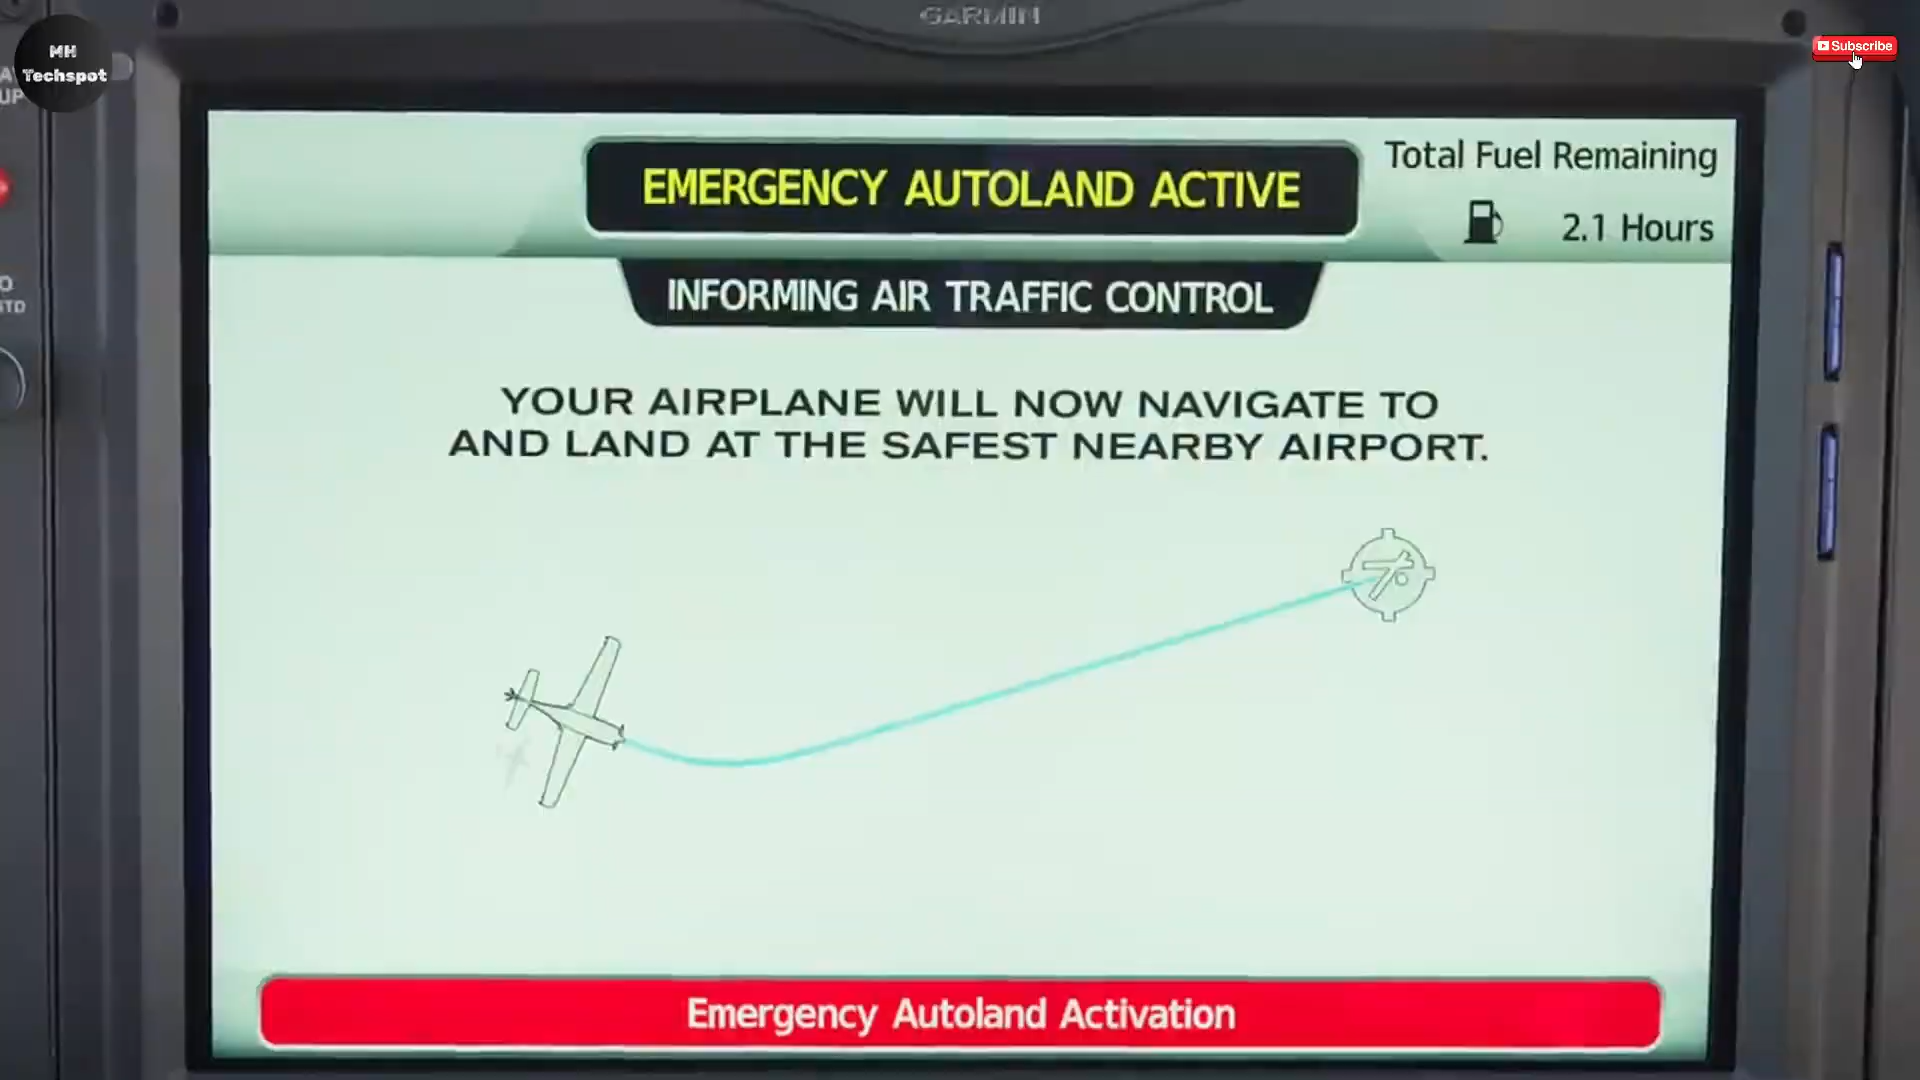 GARMIN
MH
Techspot
Subscribe
UP
EMERGENCY AUTOLAND ACTIVE
Total Fuel Remaining
2.1 Hours
INFORMING AIR TRAFFIC CONTROL
YOUR AIRPLANE WILL NOW NAVIGATE TO
AND LAND AT THE SAFEST NEARBY AIRPORT.
Emergency Autoland Activation